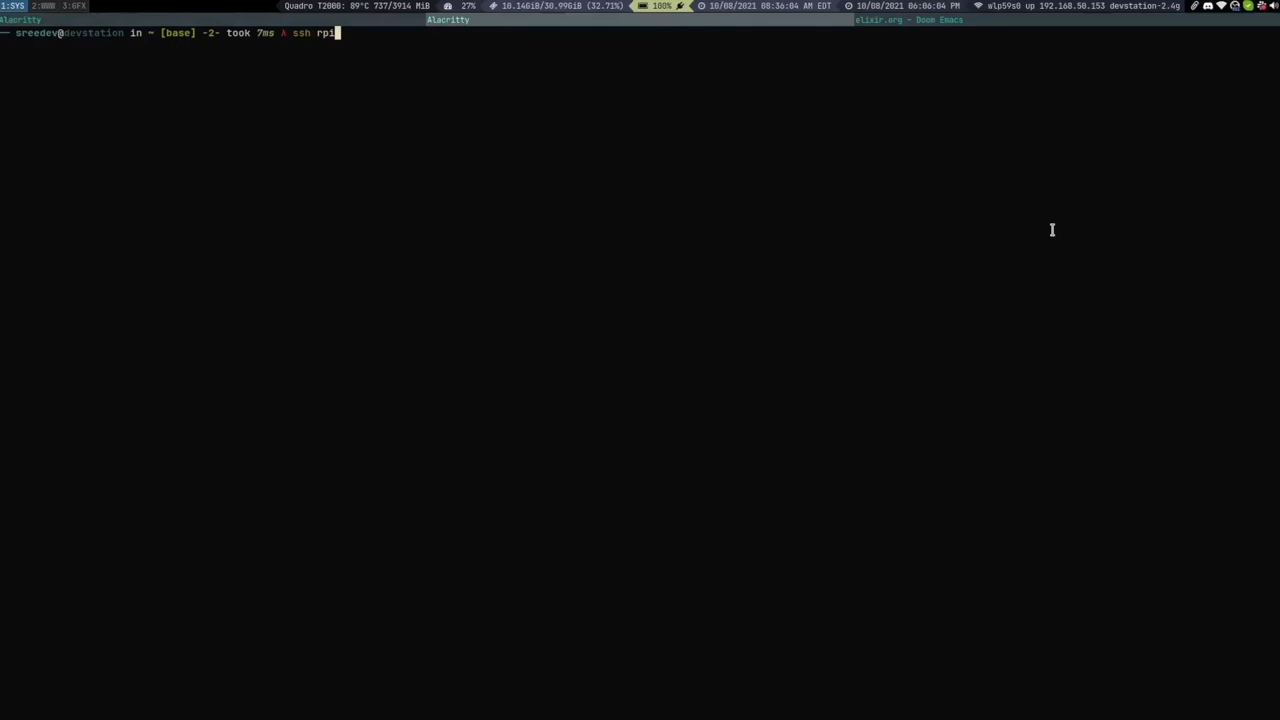 1:SYS 2:WWW 3:GFX Quadro T2000: 89°C 737/3914 MiB 27% 10.14GiB/30.99GiB (32.71%) 100% 10/08/2021 08:36:04 AM EDT 10/08/2021 06:06:04 PM wlp59s0 up 192.168.50.153 devstation-2.4g
Alacritty Alacritty elixir.org – Doom Emacs
— sreedev@devstation in ~ [base] -2- took 7ms λ ssh rpi